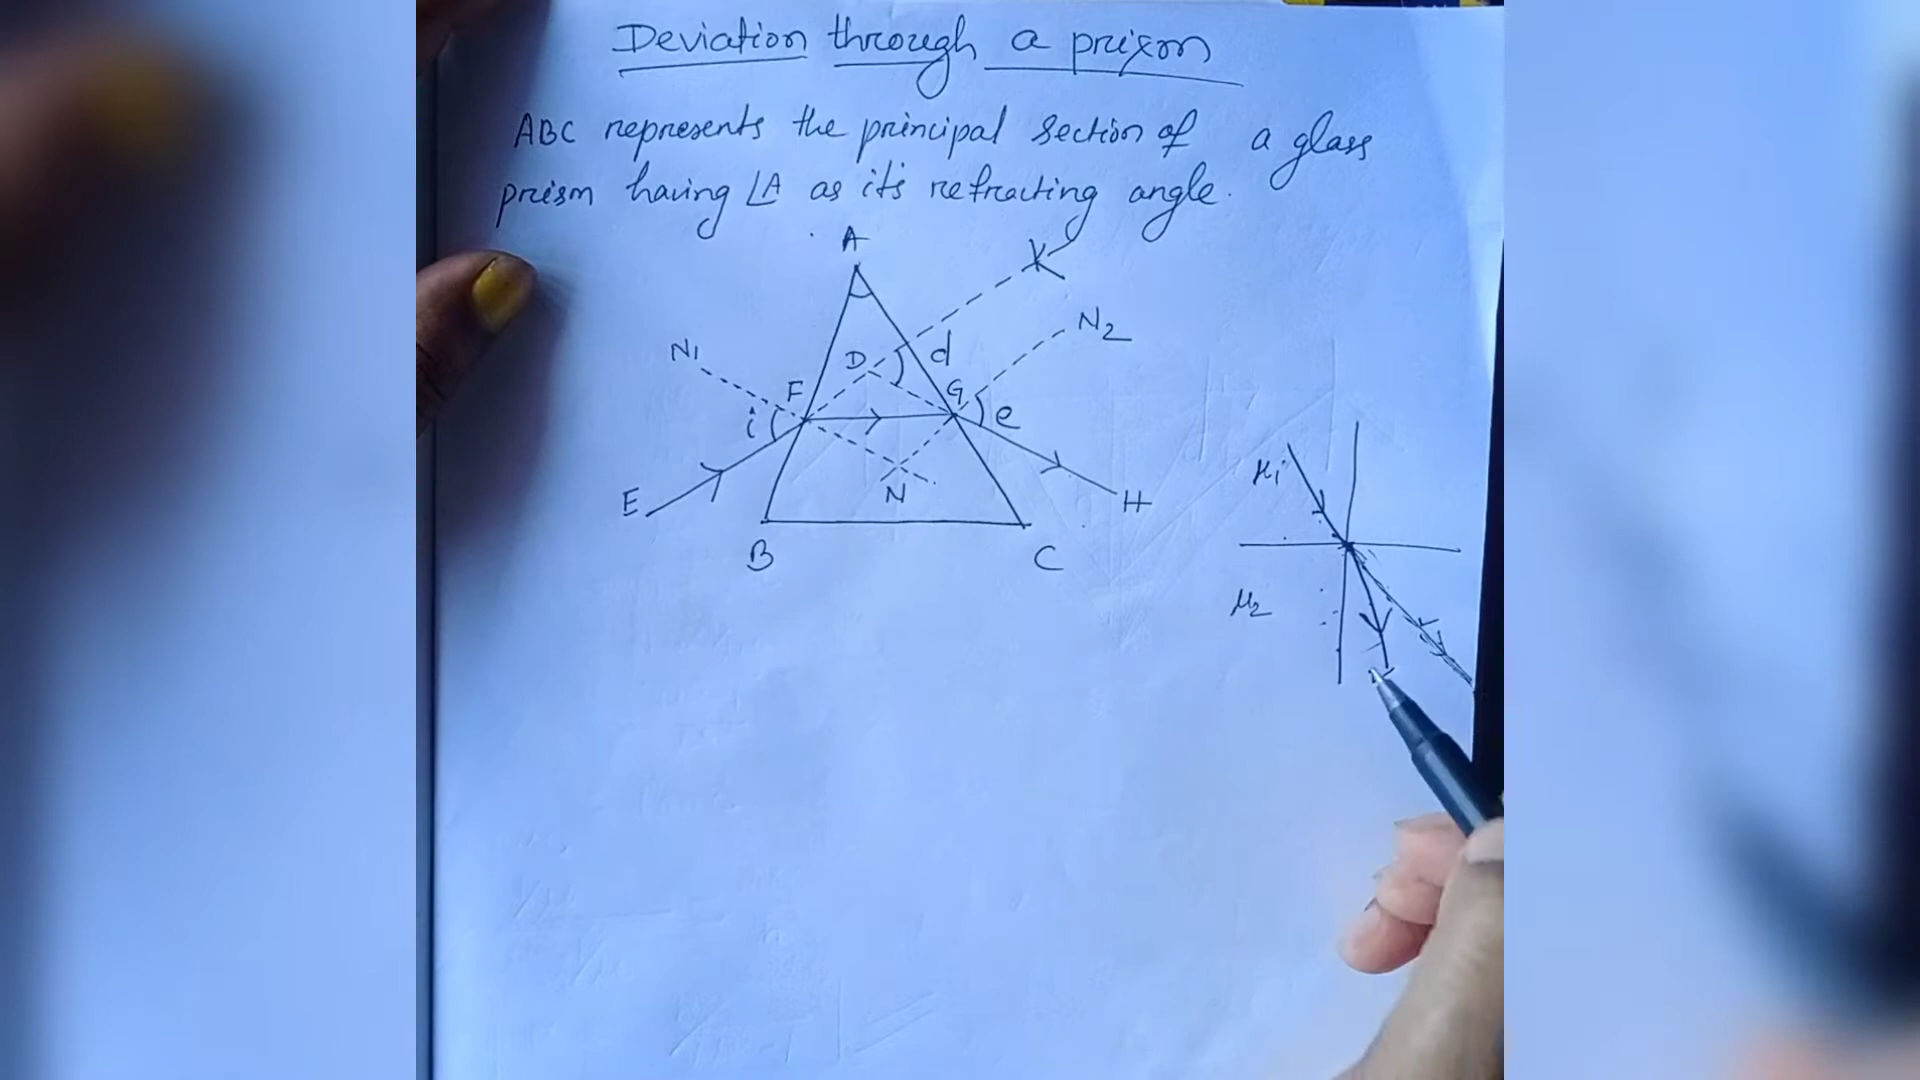 Deviation through a prism
ABC represents the principal section of a glass
prism having ∠A as its refracting angle.
A
K
N2
N1
D
d
F
G
i
e
E
N
H
B
C
μ1
μ2